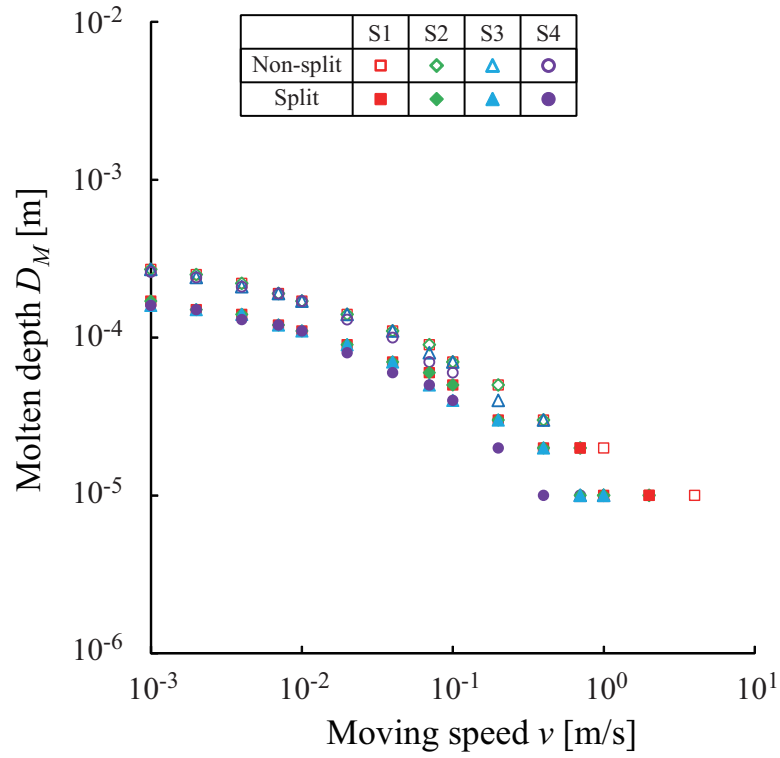 S1 S2 S3 S4
Non-split
Split
10⁻²
10⁻³
10⁻⁴
10⁻⁵
10⁻⁶
Molten depth D_M [m]
10⁻³ 10⁻² 10⁻¹ 10⁰ 10¹
Moving speed v [m/s]